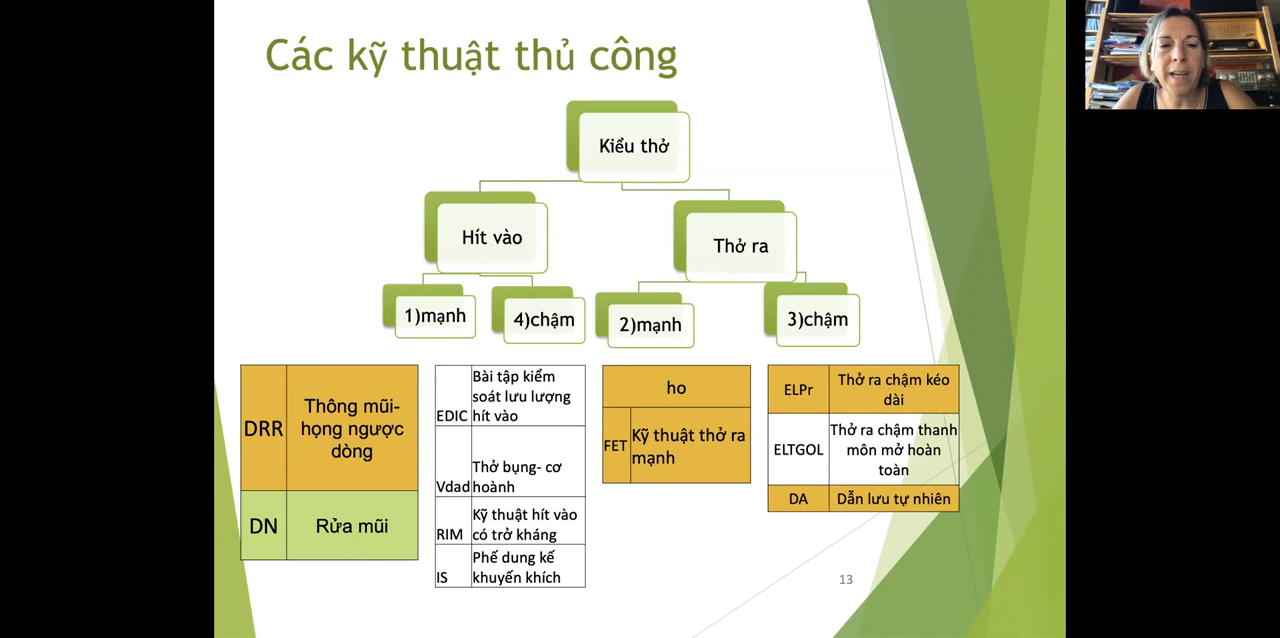 Các kỹ thuật thủ công
Kiểu thở
Hít vào
Thở ra
1)mạnh
4)chậm
2)mạnh
3)chậm
DRR
Thông mũi-
họng ngược
dòng
DN
Rửa mũi
EDIC
Bài tập kiểm
soát lưu lượng
hít vào
Vdad
Thở bụng- cơ
hoành
RIM
Kỹ thuật hít vào
có trở kháng
IS
Phế dung kế
khuyến khích
ho
FET
Kỹ thuật thở ra
mạnh
ELPr
Thở ra chậm kéo
dài
ELTGOL
Thở ra chậm thanh
môn mở hoàn
toàn
DA
Dẫn lưu tự nhiên
13